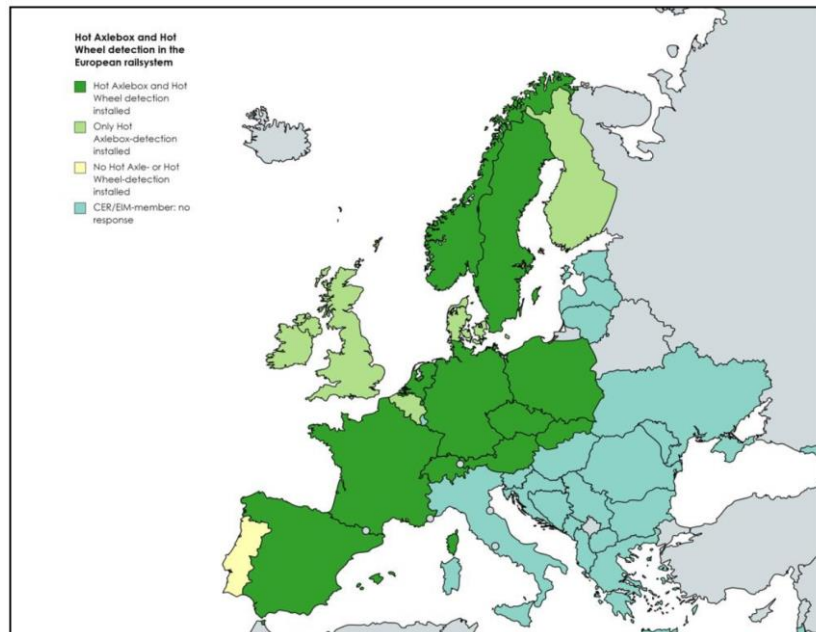 Hot Axlebox and Hot
Wheel detection in the
European railsystem
Hot Axlebox and Hot
Wheel detection
installed
Only Hot
Axlebox-detection
installed
No Hot Axle- or Hot
Wheel-detection
installed
CER/EIM-member: no
response